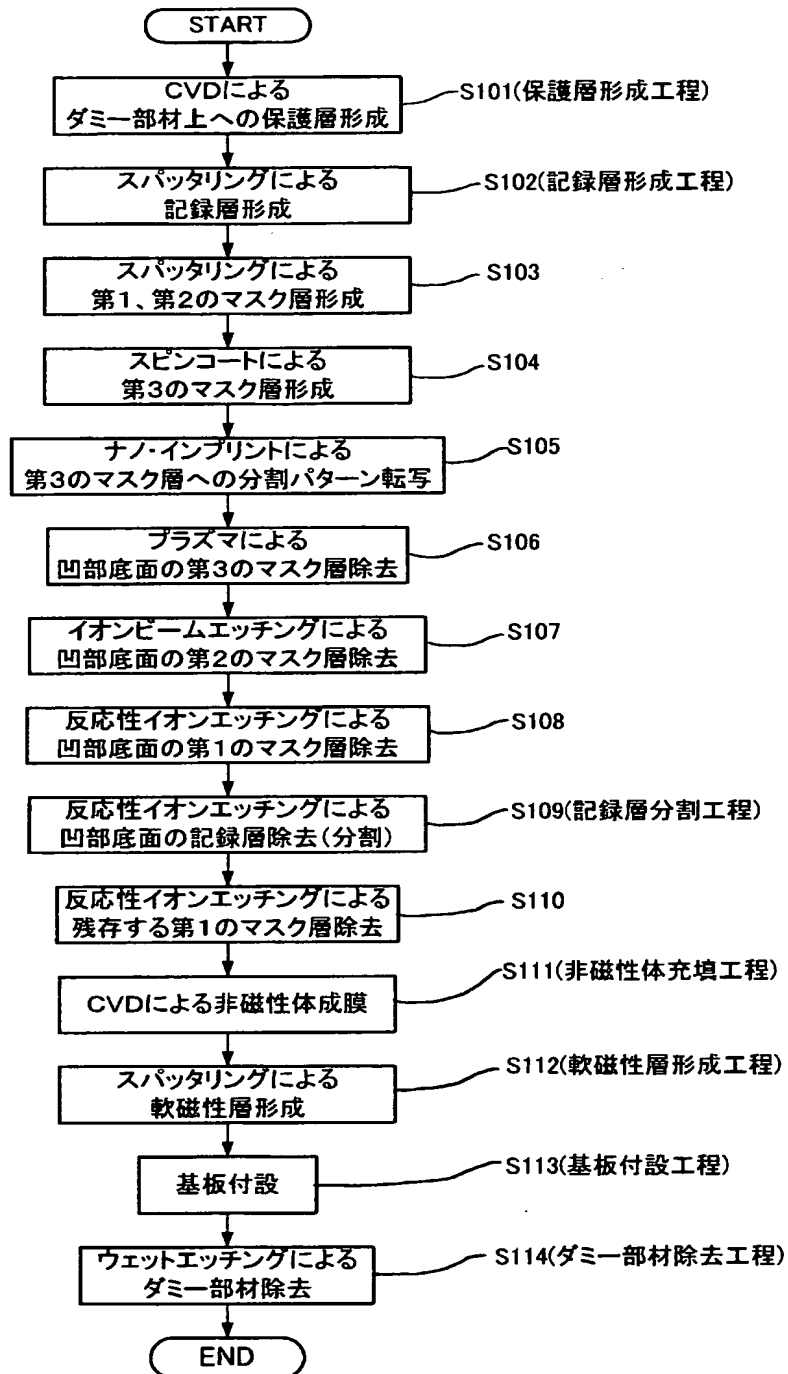 START
CVDによる
ダミー部材上への保護層形成
S101(保護層形成工程)
スパッタリングによる
記録層形成
S102(記録層形成工程)
スパッタリングによる
第1、第2のマスク層形成
S103
スピンコートによる
第3のマスク層形成
S104
ナノ・インプリントによる
第3のマスク層への分割パターン転写
S105
プラズマによる
凹部底面の第3のマスク層除去
S106
イオンビームエッチングによる
凹部底面の第2のマスク層除去
S107
反応性イオンエッチングによる
凹部底面の第1のマスク層除去
S108
反応性イオンエッチングによる
凹部底面の記録層除去(分割)
S109(記録層分割工程)
反応性イオンエッチングによる
残存する第1のマスク層除去
S110
CVDによる非磁性体成膜
S111(非磁性体充填工程)
スパッタリングによる
軟磁性層形成
S112(軟磁性層形成工程)
基板付設
S113(基板付設工程)
ウェットエッチングによる
ダミー部材除去
S114(ダミー部材除去工程)
END